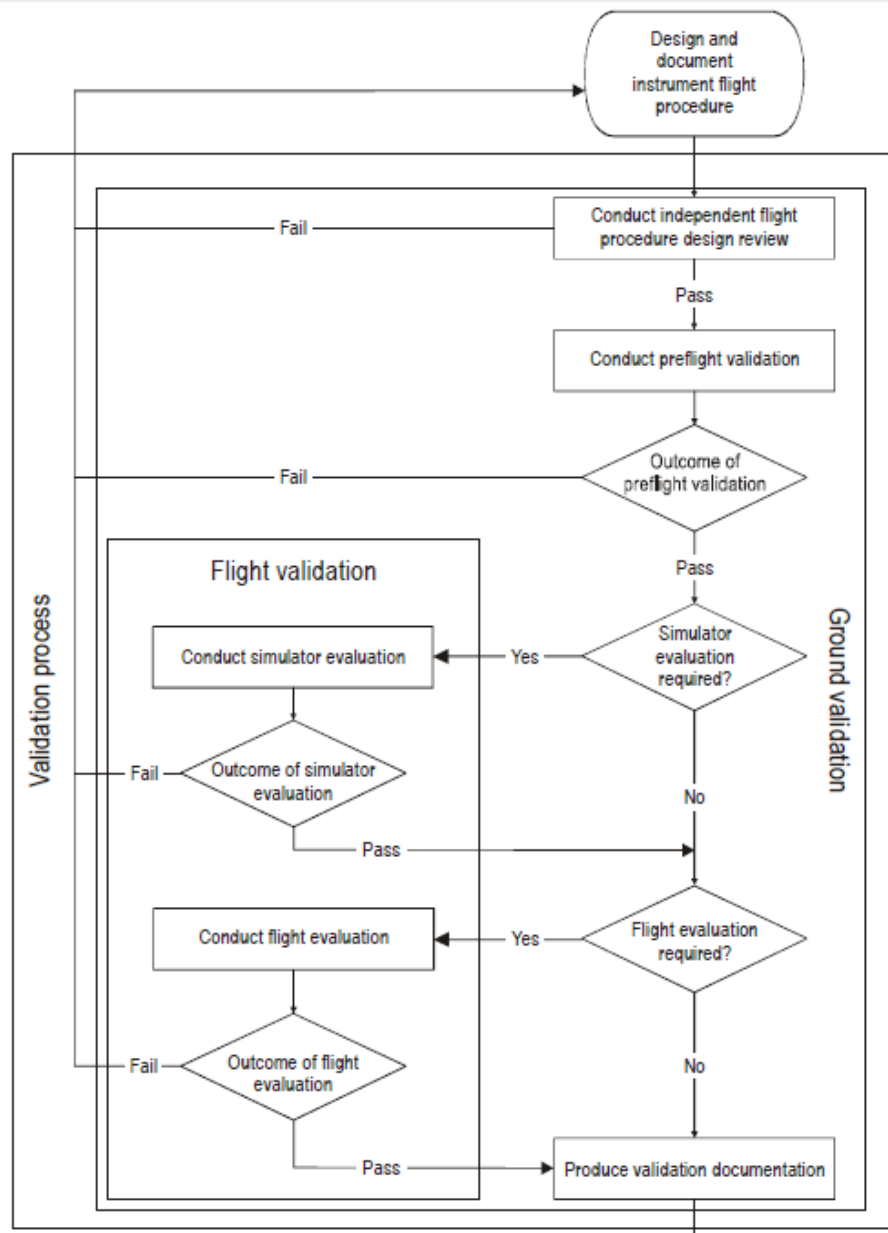 Design and
document
instrument flight
procedure
Fail
Conduct independent flight
procedure design review
Pass
Conduct preflight validation
Fail
Outcome of
preflight validation
Pass
Flight validation
Validation process
Ground validation
Conduct simulator evaluation
Yes
Simulator
evaluation
required?
Fail
Outcome of simulator
evaluation
No
Pass
Conduct flight evaluation
Yes
Flight evaluation
required?
Fail
Outcome of flight
evaluation
No
Pass
Produce validation documentation